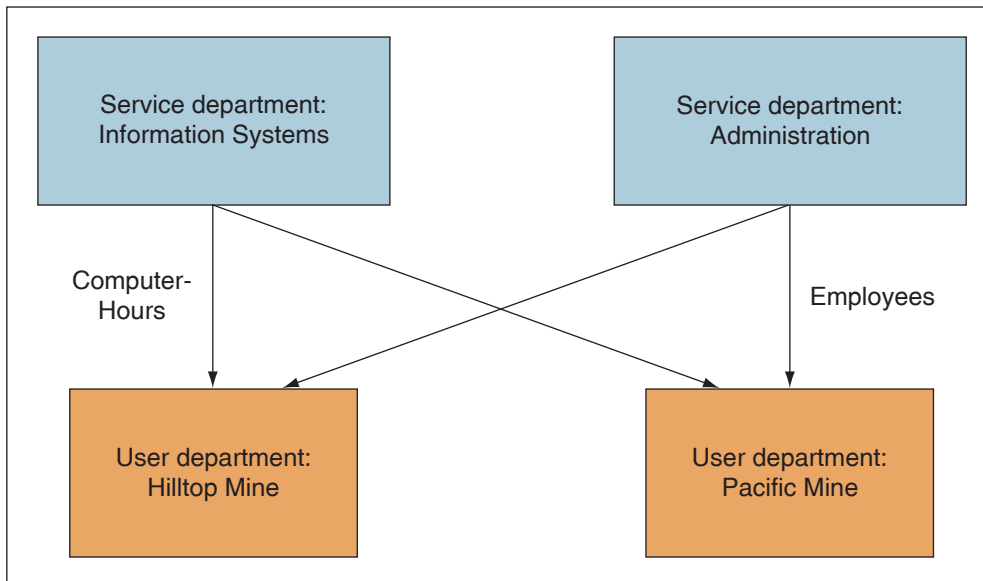 Service department:
Information Systems
Service department:
Administration
Computer-
Hours
Employees
User department:
Hilltop Mine
User department:
Pacific Mine